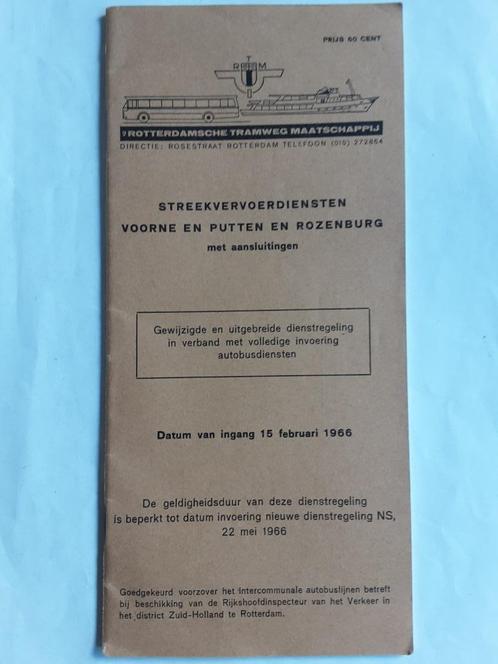 PRIJS 60 CENT
R T M
ROTTERDAMSCHE TRAMWEG MAATSCHAPPIJ
DIRECTIE: ROSESTRAAT ROTTERDAM TELEFOON (010) 272854
STREEKVERVOERDIENSTEN
VOORNE EN PUTTEN EN ROZENBURG
met aansluitingen
Gewijzigde en uitgebreide dienstregeling
in verband met volledige invoering
autobusdiensten
Datum van ingang 15 februari 1966
De geldigheidsduur van deze dienstregeling
is beperkt tot datum invoering nieuwe dienstregeling NS,
22 mei 1966
Goedgekeurd voorzover het intercommunale autobuslijnen betreft
bij beschikking van de Rijkshoofdinspecteur van het Verkeer in
het district Zuid-Holland te Rotterdam.